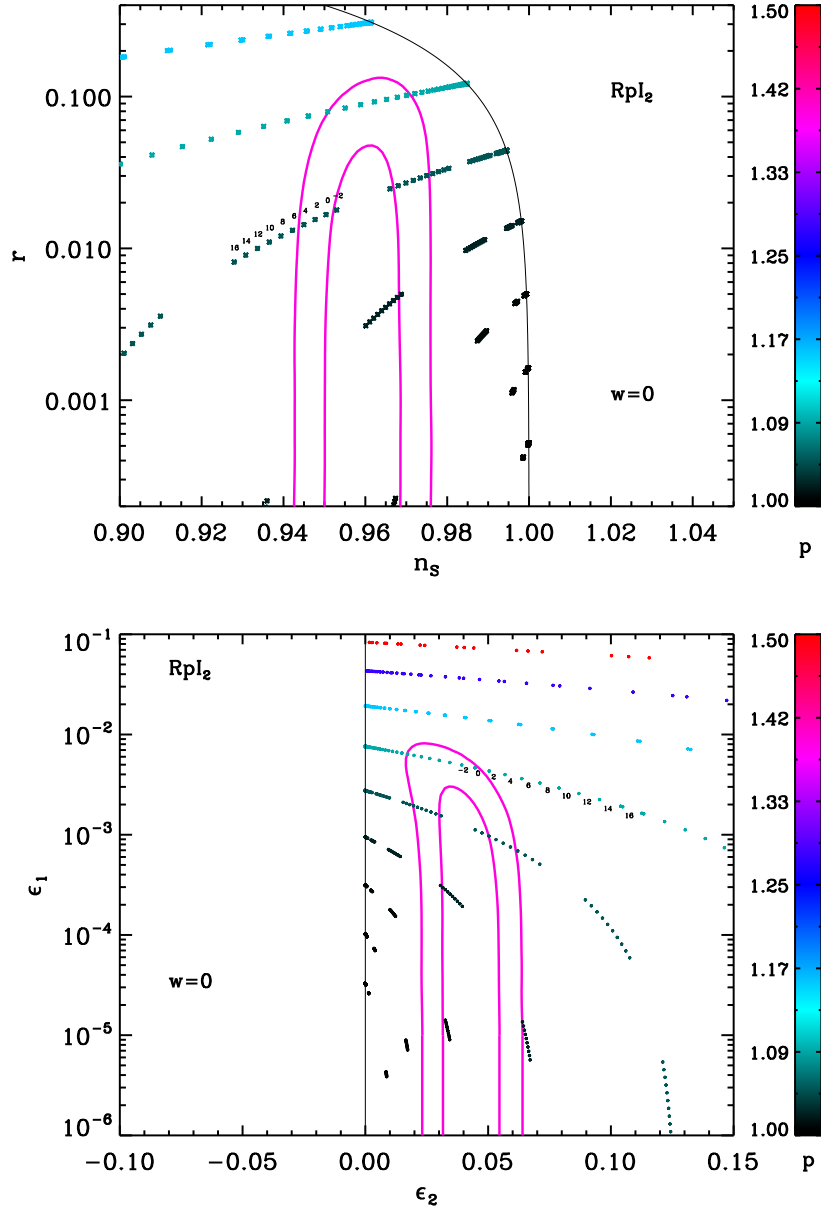 1.50
0.100
RpI₂
1.42
1.33
r
16 14 12 10 8 6 4 2 0 -2
0.010
1.25
1.17
0.001
w=0
1.09
1.00
0.90 0.92 0.94 0.96 0.98 1.00 1.02 1.04
n_S
p
10⁻¹
1.50
RpI₂
1.42
10⁻²
-2 0 2 4 6 8 10 12 14 16
1.33
10⁻³
ϵ₁
1.25
10⁻⁴
w=0
1.17
10⁻⁵
1.09
10⁻⁶
1.00
-0.10 -0.05 0.00 0.05 0.10 0.15
p
ϵ₂